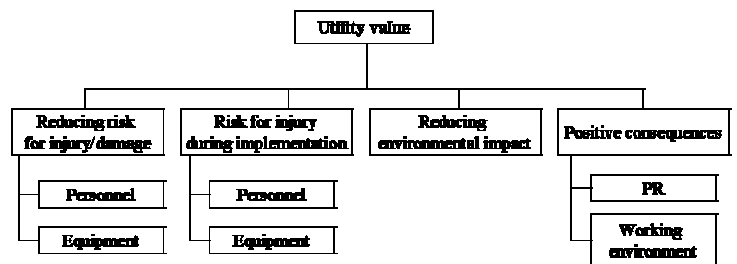 Utility value
Reducing risk
for injury/damage
Risk for injury
during implementation
Reducing
environmental impact
Positive consequences
Personnel
Equipment
Personnel
Equipment
PR
Working
environment